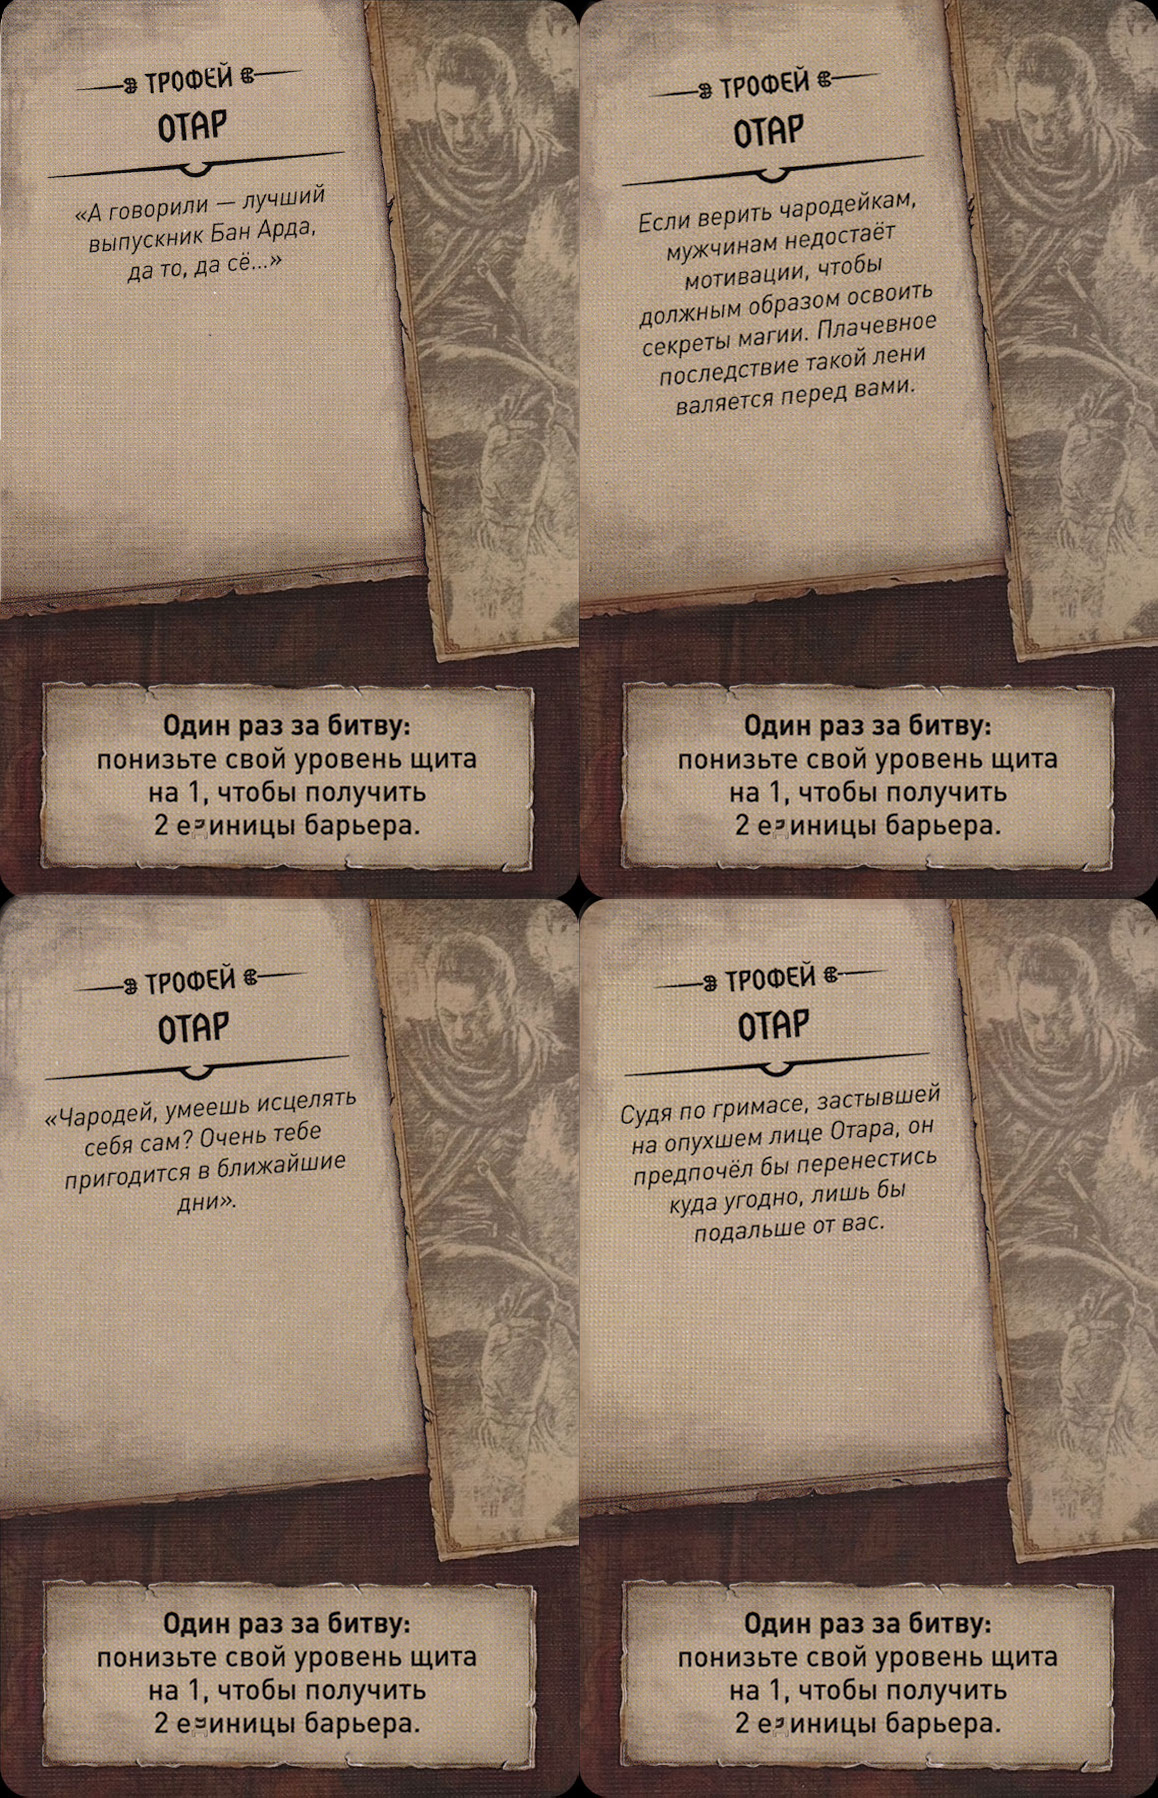 ТРОФЕЙ
ОТАР
«А говорили — лучший
выпускник Бан Арда,
да то, да сё...»
Один раз за битву:
понизьте свой уровень щита
на 1, чтобы получить
2 единицы барьера.
ТРОФЕЙ
ОТАР
Если верить чародейкам,
мужчинам недостаёт
мотивации, чтобы
должным образом освоить
секреты магии. Плачевное
последствие такой лени
валяется перед вами.
Один раз за битву:
понизьте свой уровень щита
на 1, чтобы получить
2 единицы барьера.
ТРОФЕЙ
ОТАР
«Чародей, умеешь исцелять
себя сам? Очень тебе
пригодится в ближайшие
дни».
Один раз за битву:
понизьте свой уровень щита
на 1, чтобы получить
2 единицы барьера.
ТРОФЕЙ
ОТАР
Судя по гримасе, застывшей
на опухшем лице Отара, он
предпочёл бы перенестись
куда угодно, лишь бы
подальше от вас.
Один раз за битву:
понизьте свой уровень щита
на 1, чтобы получить
2 единицы барьера.